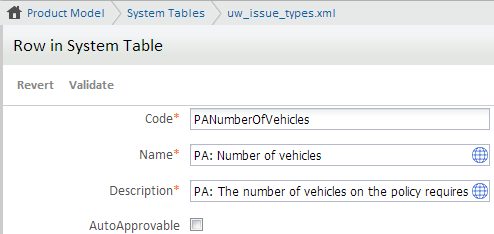 Product Model System Tables uw_issue_types.xml
Row in System Table
Revert Validate
Code* PANumberOfVehicles
Name* PA: Number of vehicles
Description* PA: The number of vehicles on the policy requires
AutoApprovable